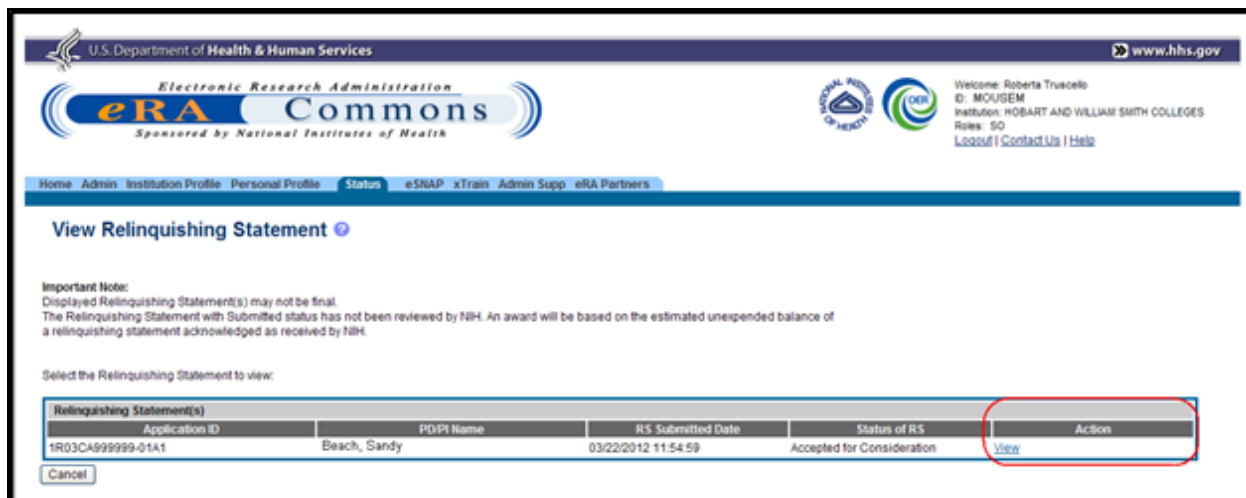 U.S. Department of Health & Human Services
www.hhs.gov
Electronic Research Administration
eRA Commons
Sponsored by National Institutes of Health
NATIONAL INSTITUTES OF HEALTH
OER
Welcome: Roberta Truscello
ID: MOUSEM
Institution: HOBART AND WILLIAM SMITH COLLEGES
Roles: SO
Logout | Contact Us | Help
Home Admin Institution Profile Personal Profile Status eSNAP xTrain Admin Supp eRA Partners
View Relinquishing Statement ?
Important Note:
Displayed Relinquishing Statement(s) may not be final.
The Relinquishing Statement with Submitted status has not been reviewed by NIH. An award will be based on the estimated unexpended balance of
a relinquishing statement acknowledged as received by NIH.
Select the Relinquishing Statement to view:
Relinquishing Statement(s)
Application ID PD/PI Name RS Submitted Date Status of RS Action
1R03CA999999-01A1 Beach, Sandy 03/22/2012 11:54:59 Accepted for Consideration View
Cancel